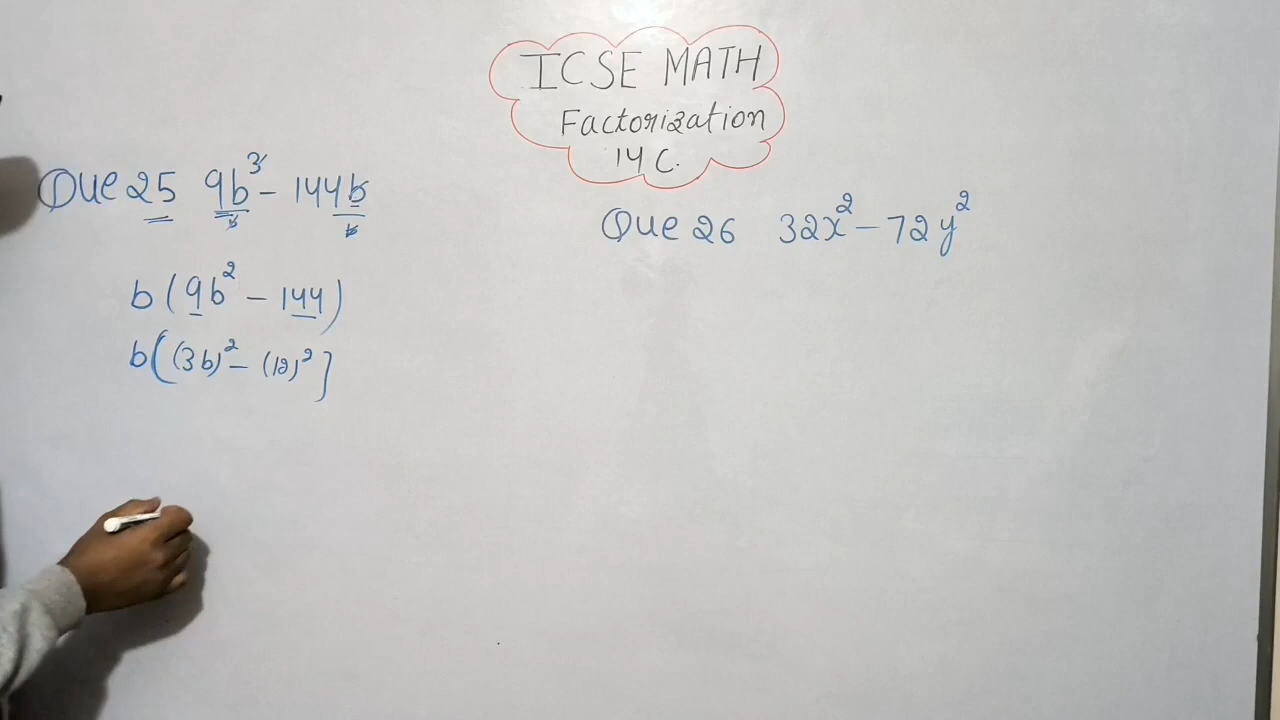 ICSE MATH
Factorization
14 C.
Que 25 9b³ - 144b
b b
b (9b² - 144)
b((3b)² - (12)²]
Que 26 32x² - 72y²